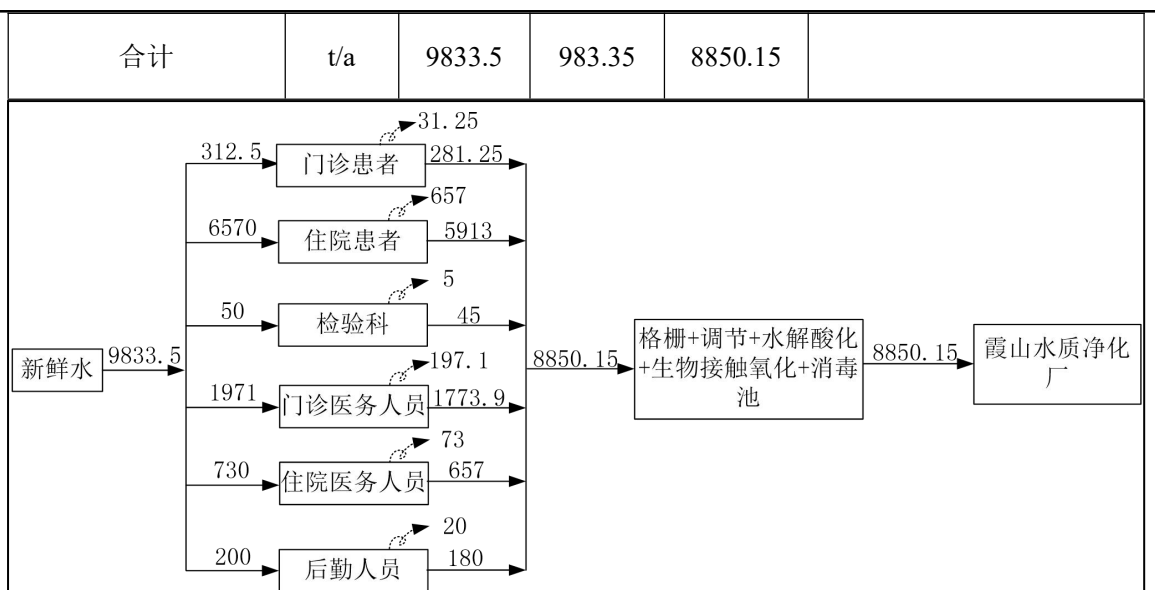 合计 t/a 9833.5 983.35 8850.15
31.25
312.5 门诊患者 281.25
657
6570 住院患者 5913
5
50 检验科 45
新鲜水 9833.5
197.1
1971 门诊医务人员 1773.9
8850.15
格栅+调节+水解酸化
+生物接触氧化+消毒
池
8850.15
霞山水质净化
厂
73
730 住院医务人员 657
20
200 后勤人员 180